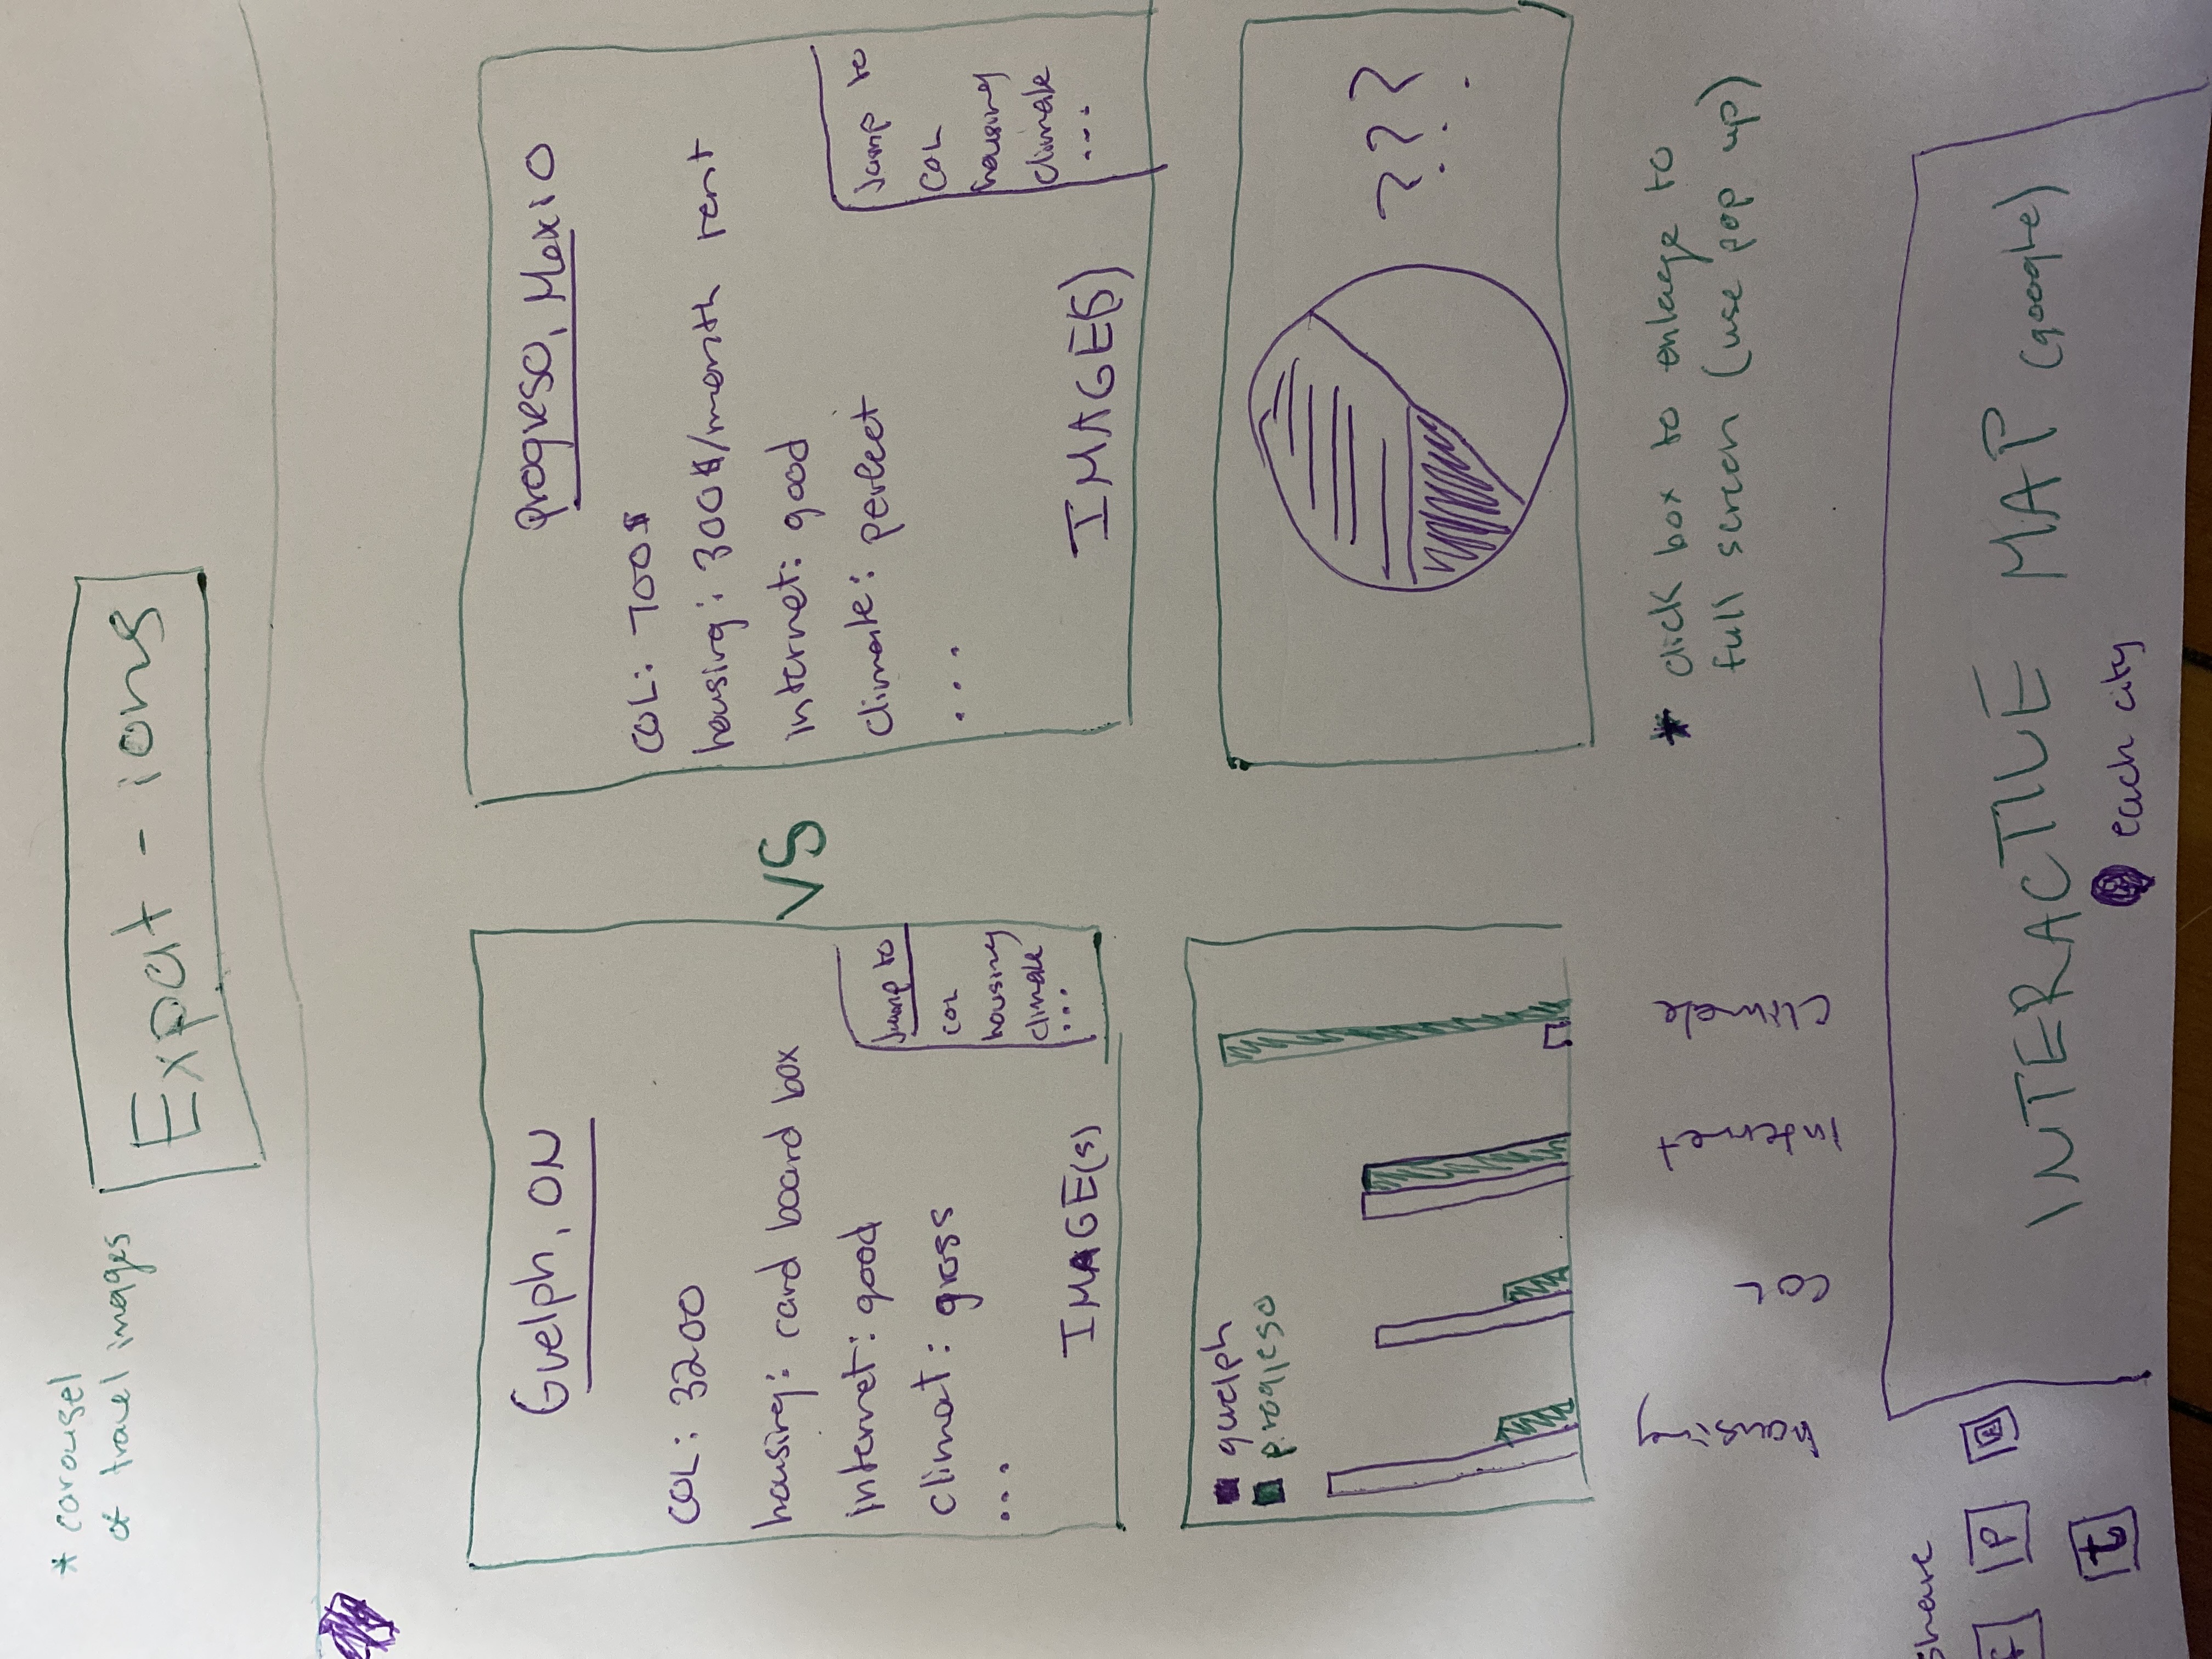 * carousel
of travel images
Expat - ions
Guelph, ON
COL: 3200
housing: card board box
internet: good
climat: gross
...
IMAGE(S)
Jump to
COL
housing
climate
...
VS
progreso, Mexio
COL: 700$
housing: 300$/month rent
internet: good
climate: perfect
...
IMAGE(S)
Jump to
COL
housing
climate
...
guelph
progreso
housing
COL
Internet
Climate
???
* click box to enlarge to
full screen (use pop up)
share
f P
t
INTERACTIVE MAP (google)
each city